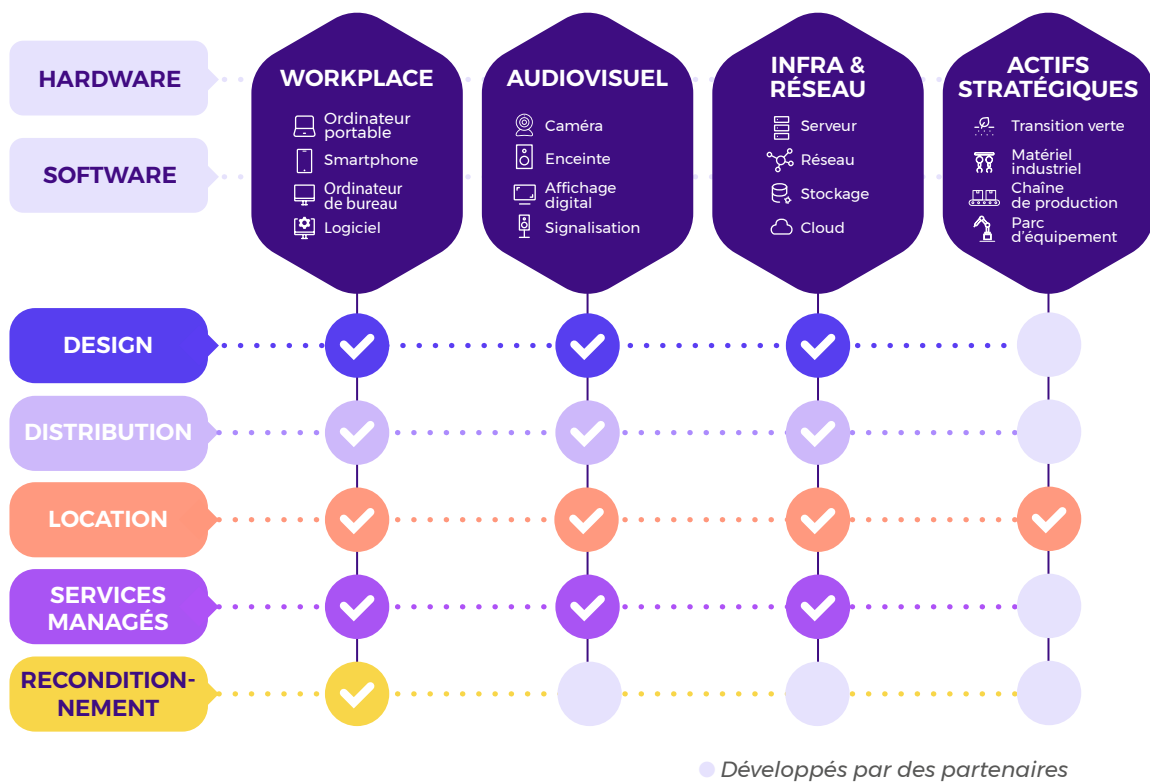 HARDWARE
SOFTWARE
WORKPLACE
Ordinateur
portable
Smartphone
Ordinateur
de bureau
Logiciel
AUDIOVISUEL
Caméra
Enceinte
Affichage
digital
Signalisation
INFRA &
RÉSEAU
Serveur
Réseau
Stockage
Cloud
ACTIFS
STRATÉGIQUES
Transition verte
Matériel
industriel
Chaîne
de production
Parc
d’équipement
DESIGN
DISTRIBUTION
LOCATION
SERVICES
MANAGÉS
RECONDITION-
NEMENT
Développés par des partenaires